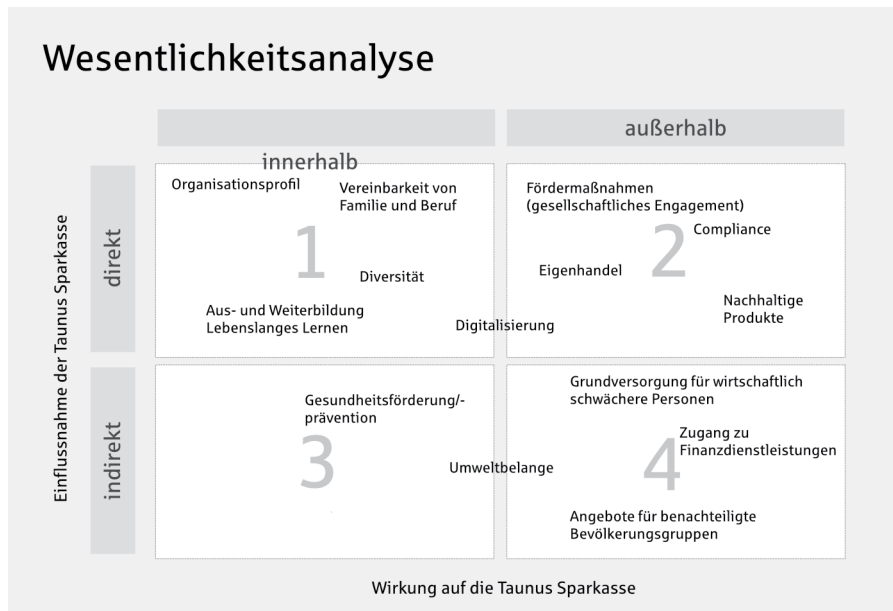 Wesentlichkeitsanalyse
innerhalb
außerhalb
Einflussnahme der Taunus Sparkasse
direkt
Organisationsprofil
Vereinbarkeit von
Familie und Beruf
1
Diversität
Aus- und Weiterbildung
Lebenslanges Lernen
Digitalisierung
Fördermaßnahmen
(gesellschaftliches Engagement)
2
Compliance
Eigenhandel
Nachhaltige
Produkte
indirekt
Gesundheitsförderung/-
prävention
3
Umweltbelange
Grundversorgung für wirtschaftlich
schwächere Personen
4
Zugang zu
Finanzdienstleistungen
Angebote für benachteiligte
Bevölkerungsgruppen
Wirkung auf die Taunus Sparkasse